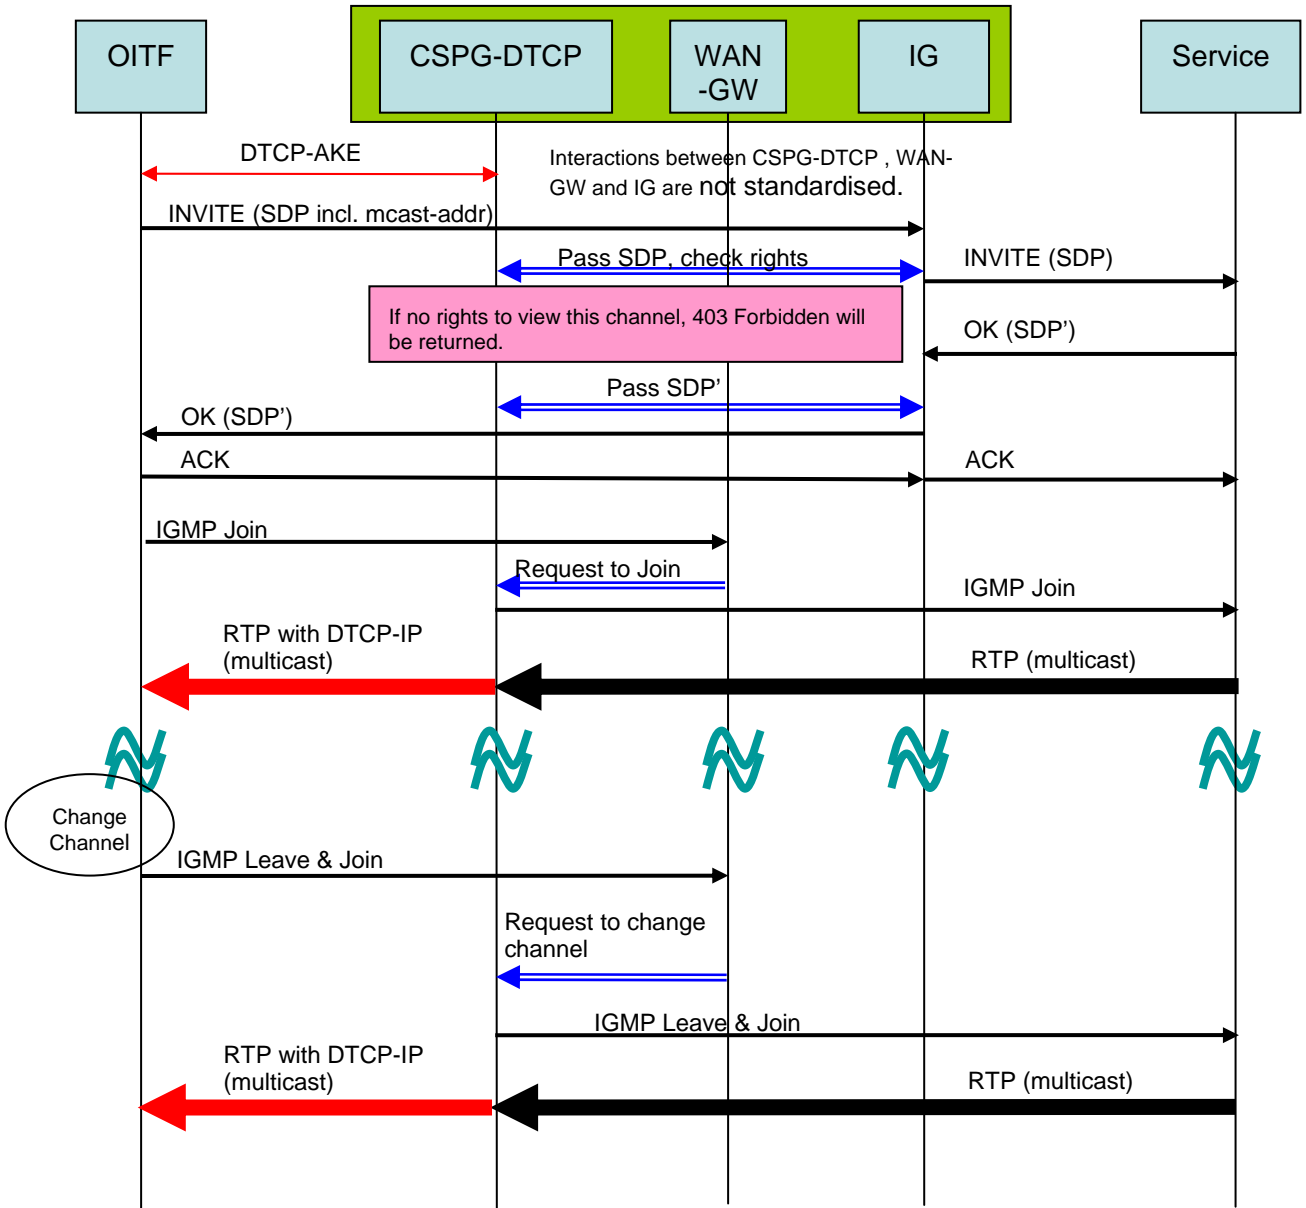 OITF
CSPG-DTCP
WAN
-GW
IG
Service
DTCP-AKE
Interactions between CSPG-DTCP , WAN-
GW and IG are not standardised.
INVITE (SDP incl. mcast-addr)
Pass SDP, check rights
INVITE (SDP)
If no rights to view this channel, 403 Forbidden will
be returned.
OK (SDP')
Pass SDP'
OK (SDP')
ACK
ACK
IGMP Join
Request to Join
IGMP Join
RTP with DTCP-IP
(multicast)
RTP (multicast)
Change
Channel
IGMP Leave & Join
Request to change
channel
IGMP Leave & Join
RTP with DTCP-IP
(multicast)
RTP (multicast)